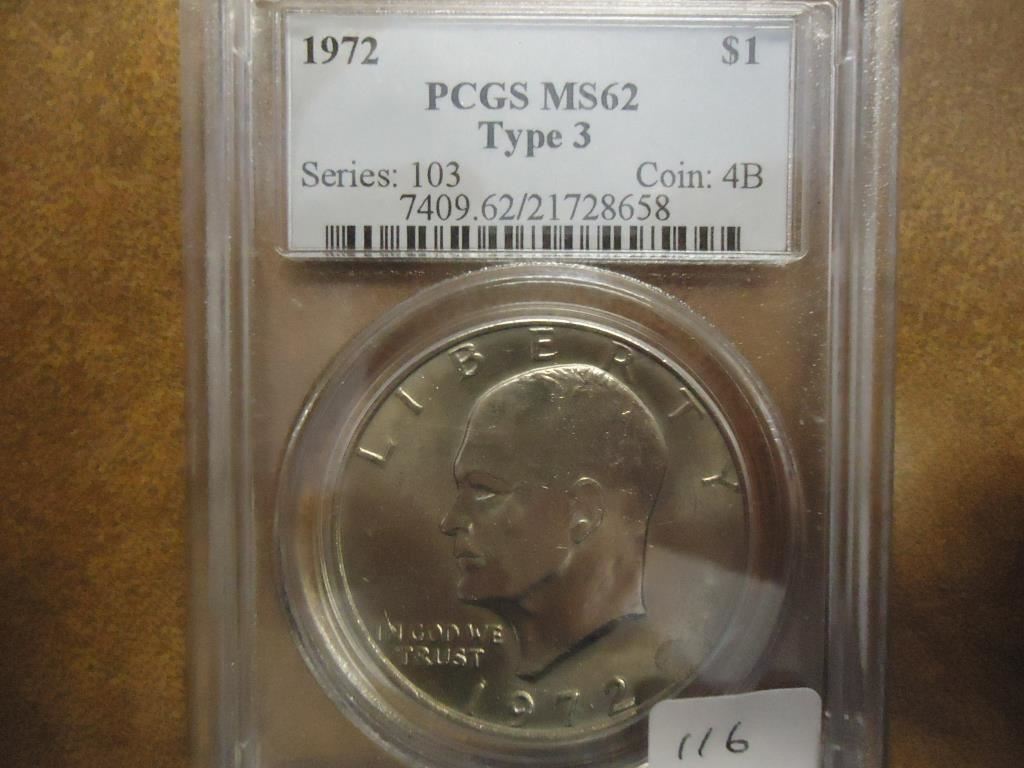 1972 $1
PCGS MS62
Type 3
Series: 103 Coin: 4B
7409.62/21728658
LIBERTY
IN GOD WE
TRUST
1972
116